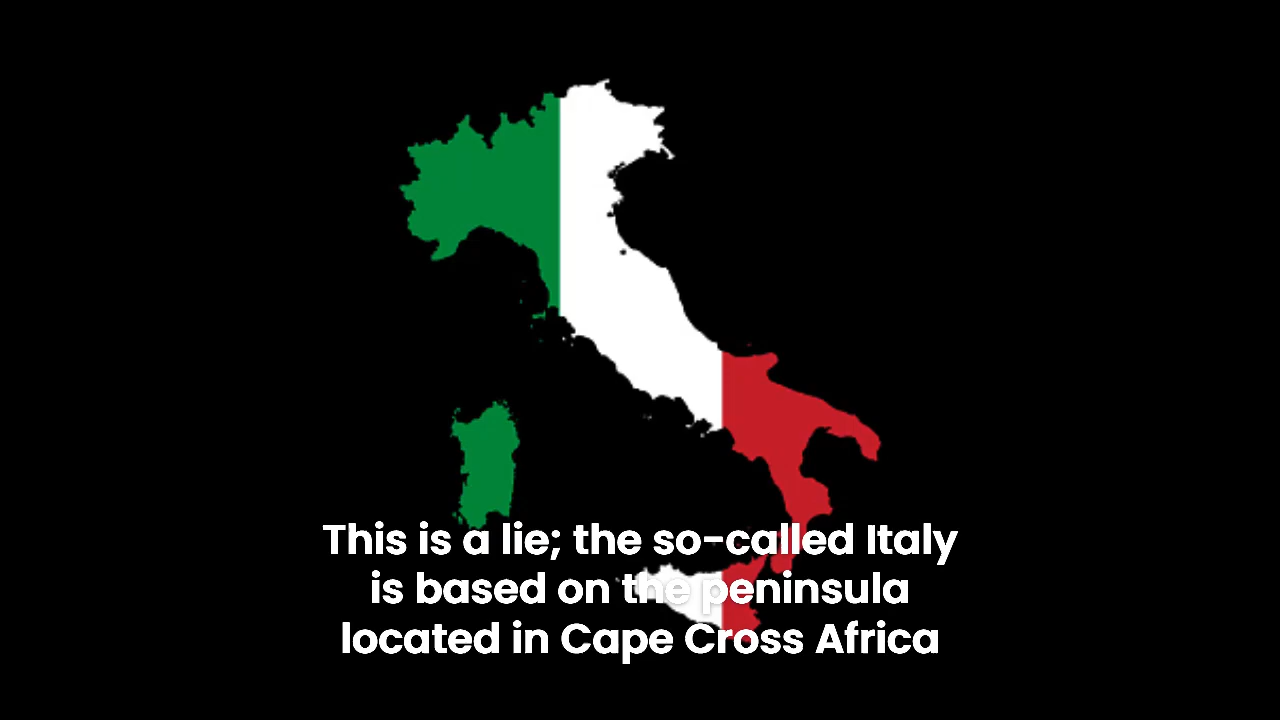 This is a lie; the so-called Italy
is based on the peninsula
located in Cape Cross Africa